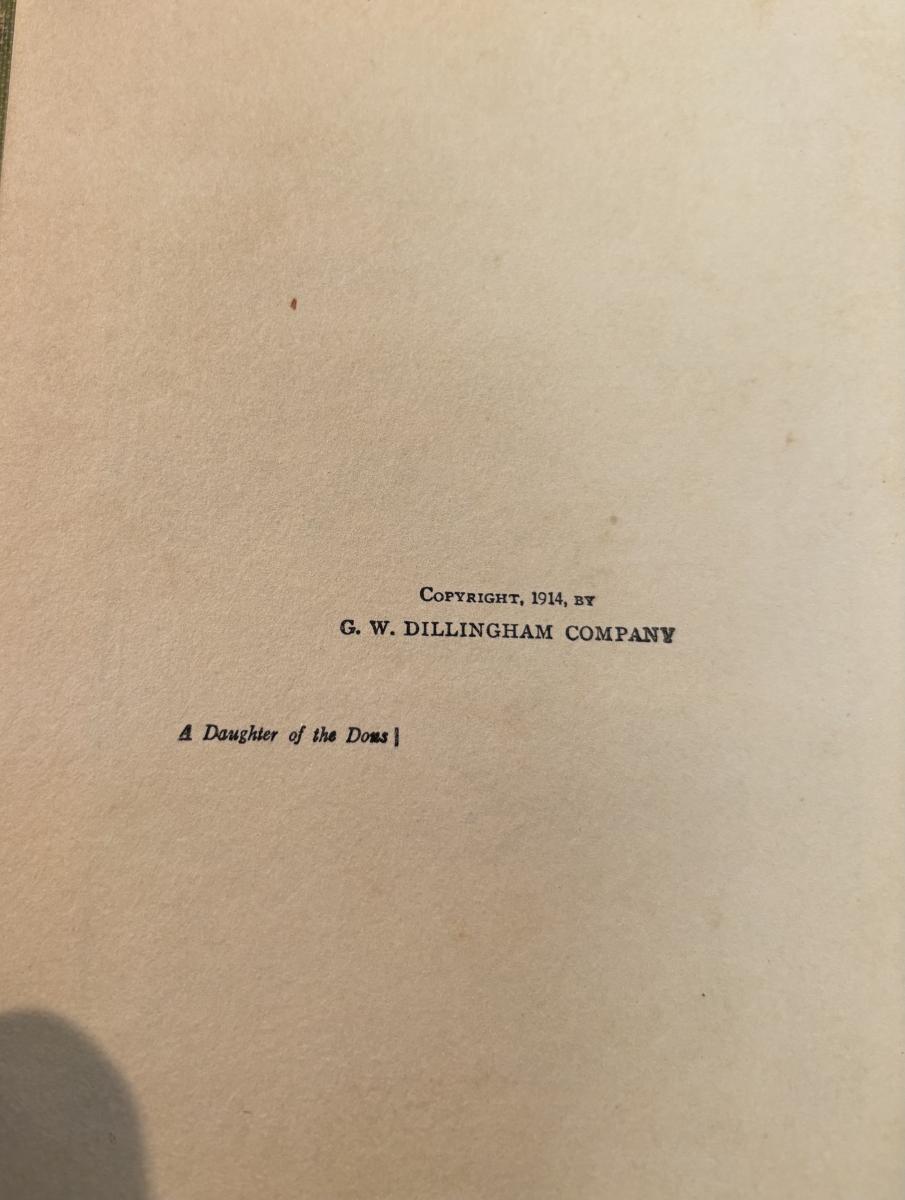 COPYRIGHT, 1914, BY
G. W. DILLINGHAM COMPANY
A Daughter of the Dons